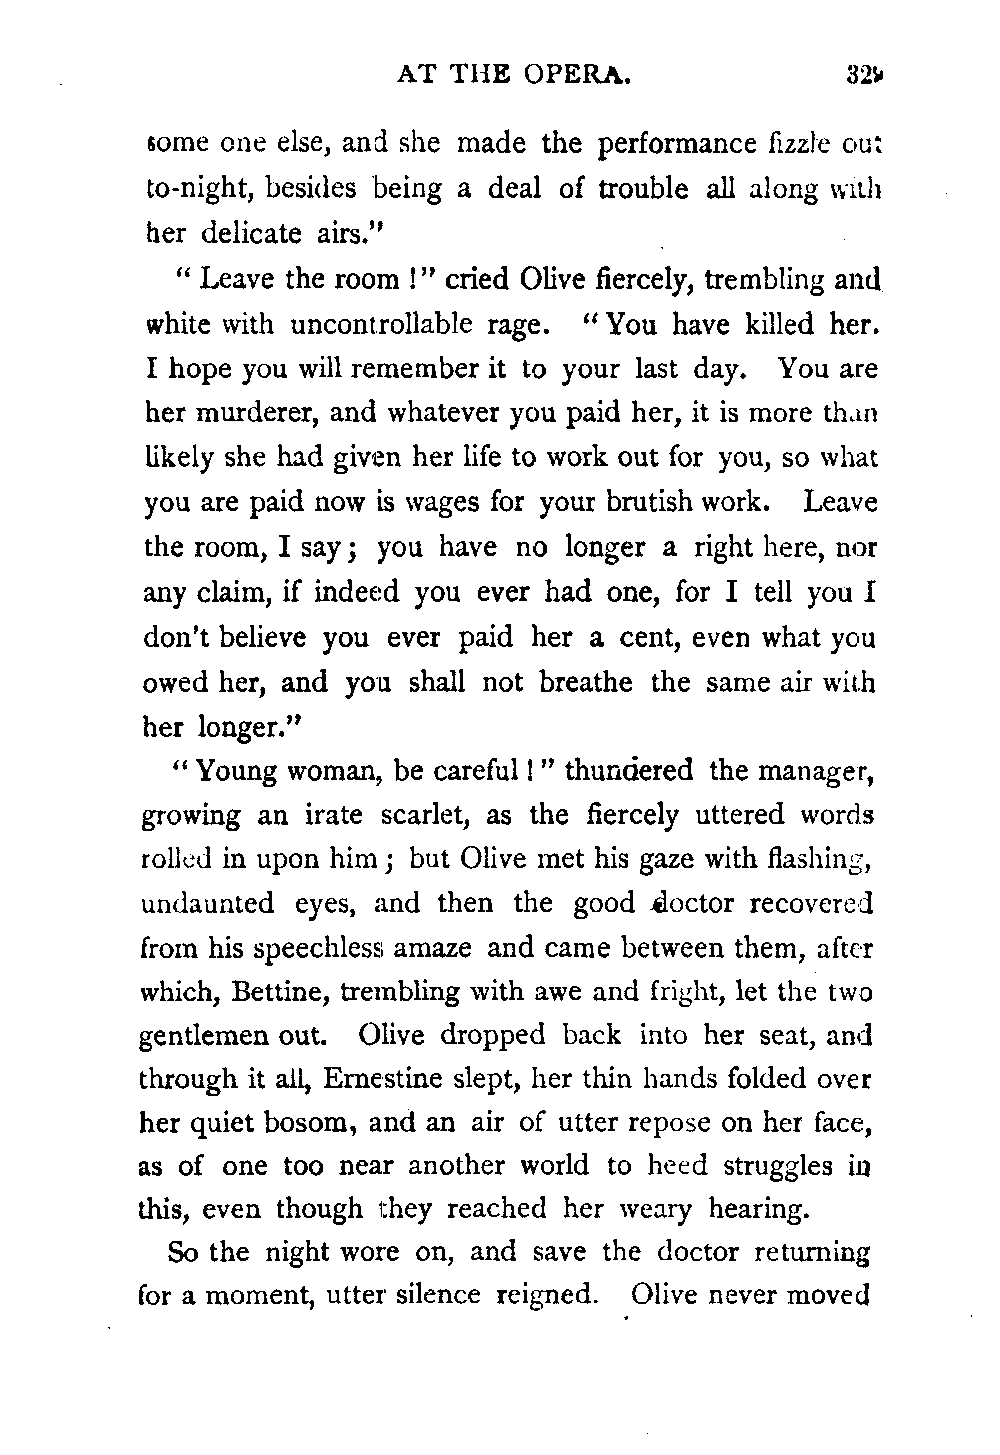 AT THE OPERA. 329
some one else, and she made the performance fizzle out
to-night, besides being a deal of trouble all along with
her delicate airs."
"Leave the room!" cried Olive fiercely, trembling and
white with uncontrollable rage. "You have killed her.
I hope you will remember it to your last day. You are
her murderer, and whatever you paid her, it is more than
likely she had given her life to work out for you, so what
you are paid now is wages for your brutish work. Leave
the room, I say; you have no longer a right here, nor
any claim, if indeed you ever had one, for I tell you I
don't believe you ever paid her a cent, even what you
owed her, and you shall not breathe the same air with
her longer."
"Young woman, be careful!" thundered the manager,
growing an irate scarlet, as the fiercely uttered words
rolled in upon him; but Olive met his gaze with flashing,
undaunted eyes, and then the good doctor recovered
from his speechless amaze and came between them, after
which, Bettine, trembling with awe and fright, let the two
gentlemen out. Olive dropped back into her seat, and
through it all, Ernestine slept, her thin hands folded over
her quiet bosom, and an air of utter repose on her face,
as of one too near another world to heed struggles in
this, even though they reached her weary hearing.
So the night wore on, and save the doctor returning
for a moment, utter silence reigned. Olive never moved